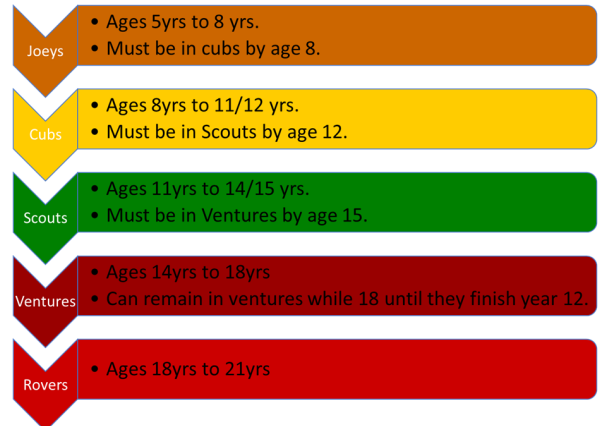 Joeys
• Ages 5yrs to 8 yrs.
• Must be in cubs by age 8.
Cubs
• Ages 8yrs to 11/12 yrs.
• Must be in Scouts by age 12.
Scouts
• Ages 11yrs to 14/15 yrs.
• Must be in Ventures by age 15.
Ventures
• Ages 14yrs to 18yrs
• Can remain in ventures while 18 until they finish year 12.
Rovers
• Ages 18yrs to 21yrs